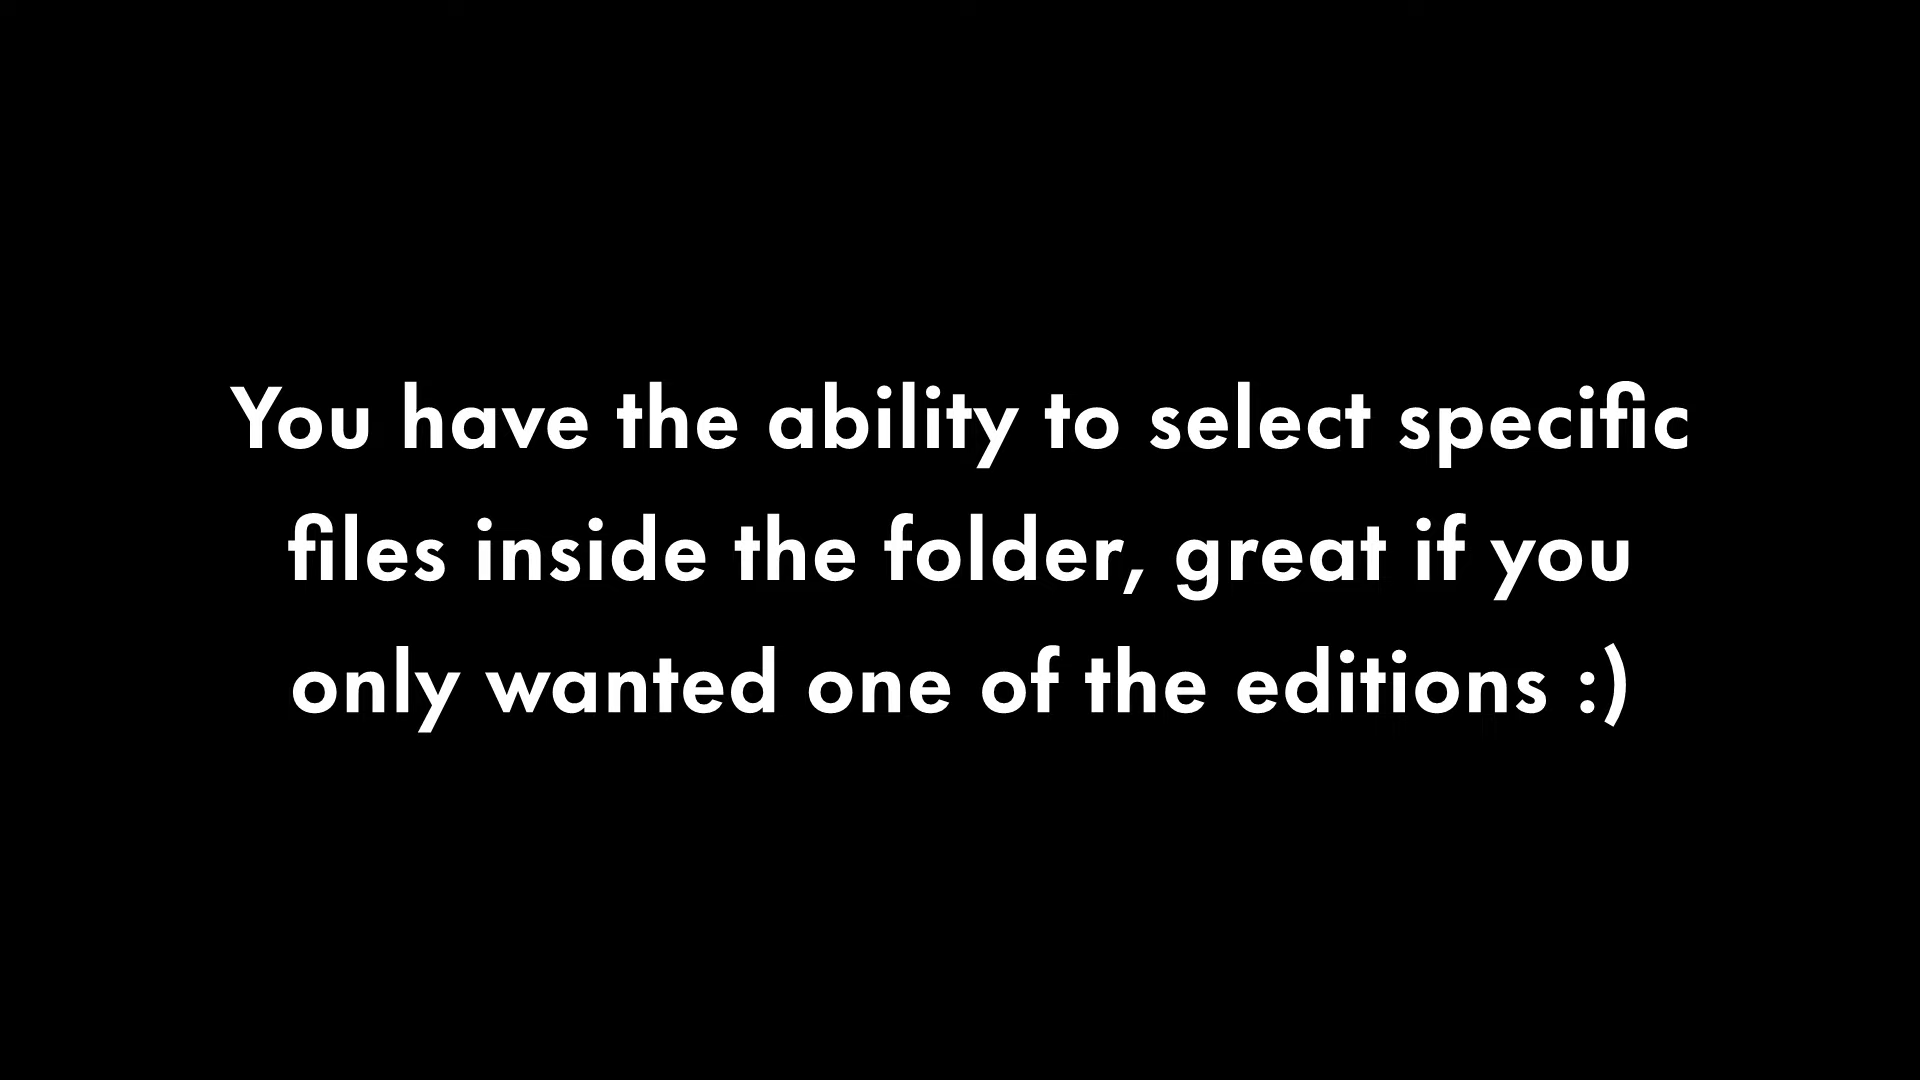 You have the ability to select specific
files inside the folder, great if you
only wanted one of the editions :)